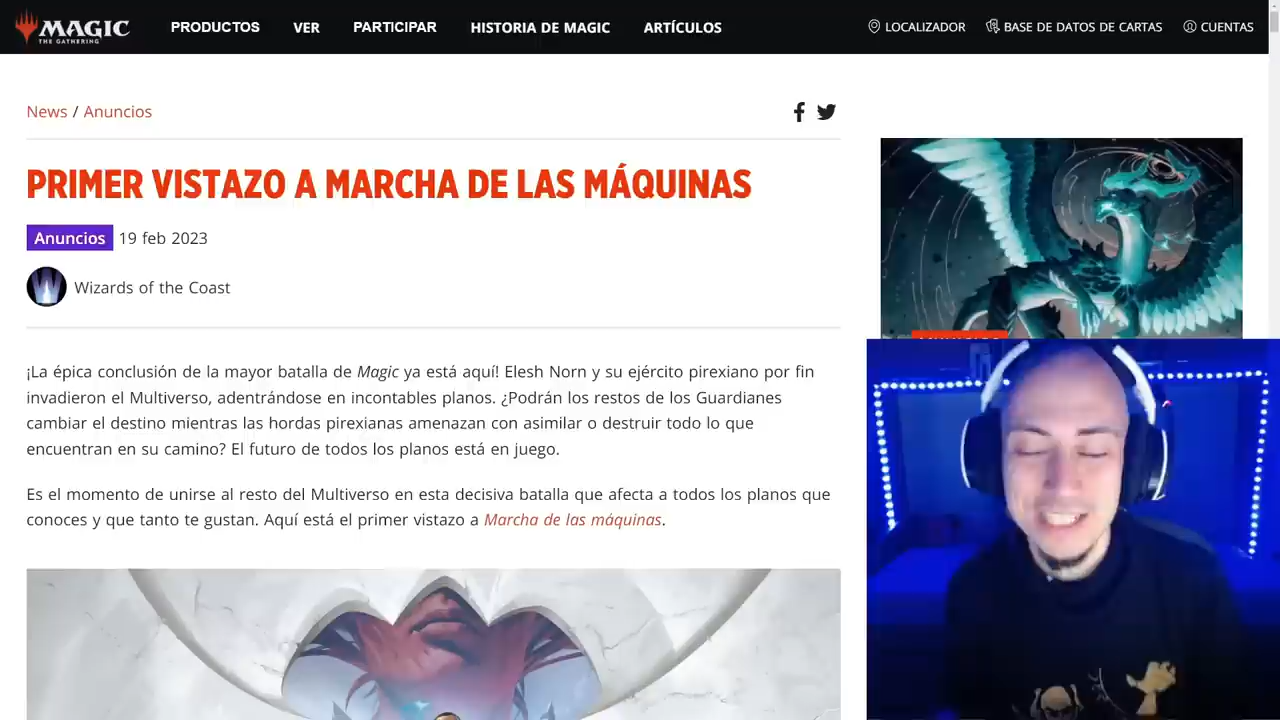 MAGIC
THE GATHERING
PRODUCTOS
VER
PARTICIPAR
HISTORIA DE MAGIC
ARTÍCULOS
LOCALIZADOR
BASE DE DATOS DE CARTAS
CUENTAS
News / Anuncios
PRIMER VISTAZO A MARCHA DE LAS MÁQUINAS
Anuncios 19 feb 2023
Wizards of the Coast
¡La épica conclusión de la mayor batalla de Magic ya está aquí! Elesh Norn y su ejército pirexiano por fin
invadieron el Multiverso, adentrándose en incontables planos. ¿Podrán los restos de los Guardianes
cambiar el destino mientras las hordas pirexianas amenazan con asimilar o destruir todo lo que
encuentran en su camino? El futuro de todos los planos está en juego.
Es el momento de unirse al resto del Multiverso en esta decisiva batalla que afecta a todos los planos que
conoces y que tanto te gustan. Aquí está el primer vistazo a Marcha de las máquinas.